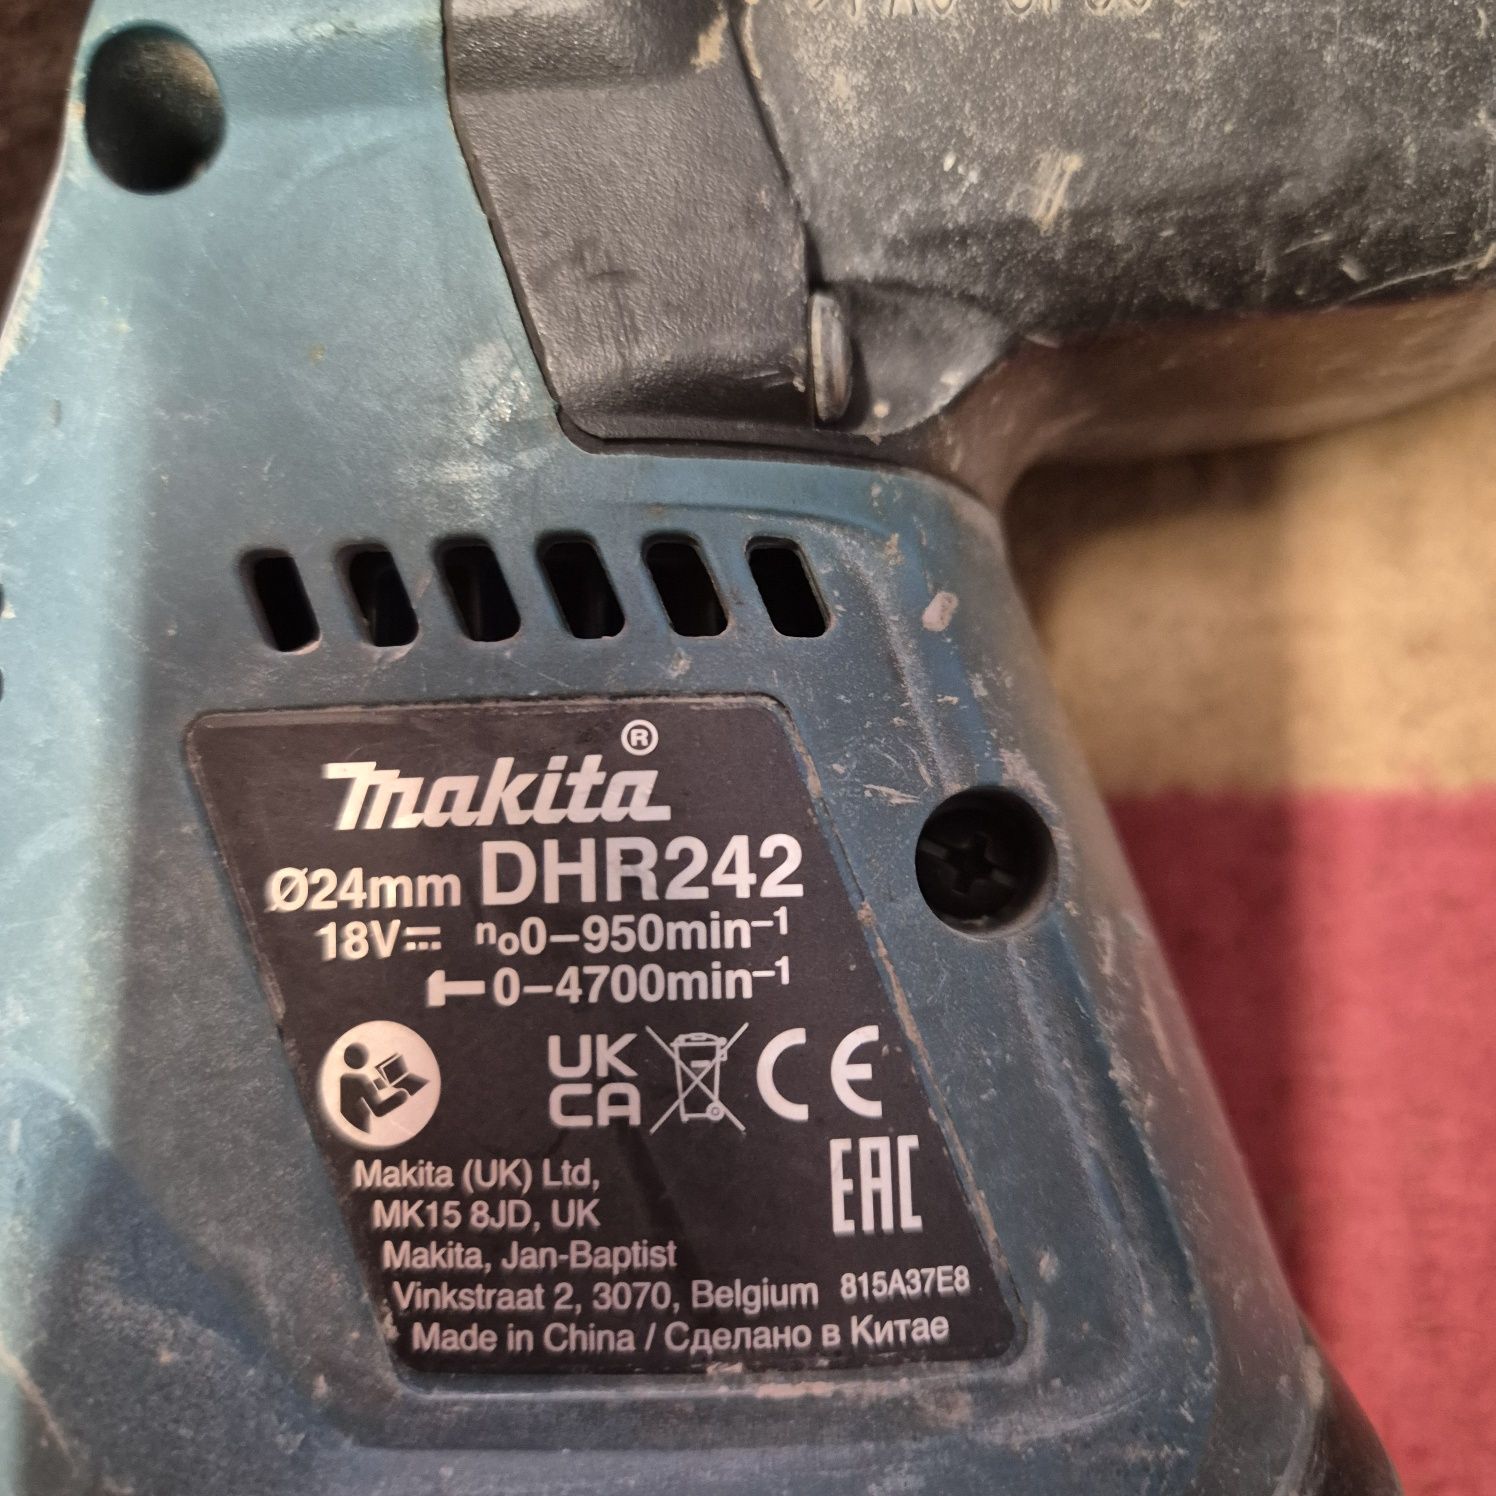 Makita®
Ø24mm DHR242
18V⎓ no0–950min⁻¹
0–4700min⁻¹
UK
CA
CE
EAC
Makita (UK) Ltd,
MK15 8JD, UK
Makita, Jan-Baptist
Vinkstraat 2, 3070, Belgium 815A37E8
Made in China / Сделано в Китае